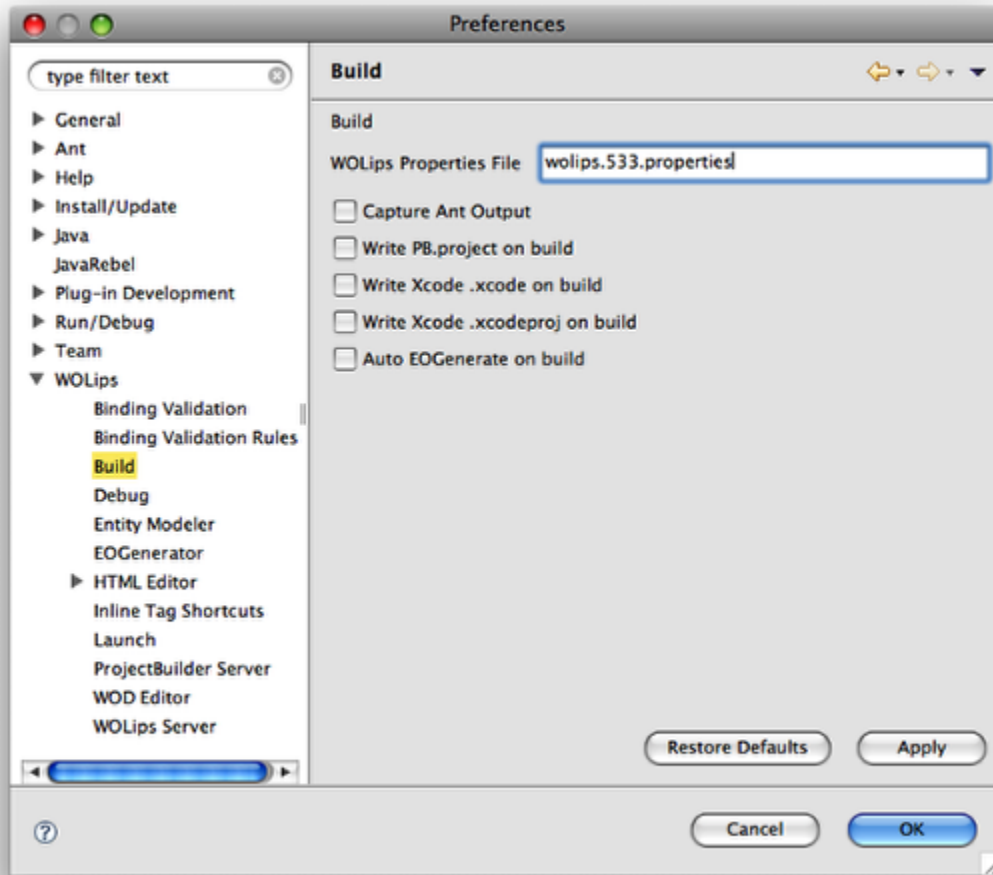 Preferences
type filter text
General
Ant
Help
Install/Update
Java
JavaRebel
Plug-in Development
Run/Debug
Team
WOLips
Binding Validation
Binding Validation Rules
Build
Debug
Entity Modeler
EOGenerator
HTML Editor
Inline Tag Shortcuts
Launch
ProjectBuilder Server
WOD Editor
WOLips Server
Build
Build
WOLips Properties File wolips.533.properties
Capture Ant Output
Write PB.project on build
Write Xcode .xcode on build
Write Xcode .xcodeproj on build
Auto EOGenerate on build
Restore Defaults Apply
? Cancel OK